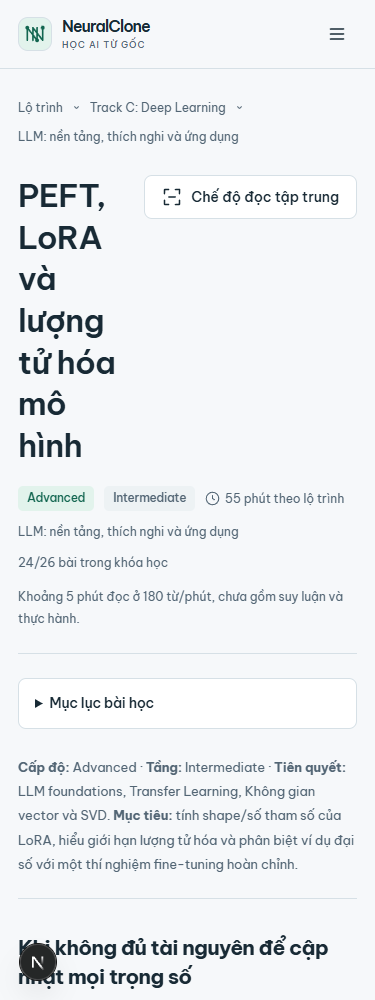 NeuralClone
HỌC AI TỪ GỐC
Lộ trình
Track C: Deep Learning
LLM: nền tảng, thích nghi và ứng dụng
PEFT,
LoRA
và
lượng
tử hóa
mô
hình
Chế độ đọc tập trung
Advanced
Intermediate
55 phút theo lộ trình
LLM: nền tảng, thích nghi và ứng dụng
24/26 bài trong khóa học
Khoảng 5 phút đọc ở 180 từ/phút, chưa gồm suy luận và
thực hành.
Mục lục bài học
Cấp độ: Advanced · Tầng: Intermediate · Tiên quyết:
LLM foundations, Transfer Learning, Không gian
vector và SVD. Mục tiêu: tính shape/số tham số của
LoRA, hiểu giới hạn lượng tử hóa và phân biệt ví dụ đại
số với một thí nghiệm fine-tuning hoàn chỉnh.
Khi không đủ tài nguyên để cập
nhật mọi trọng số